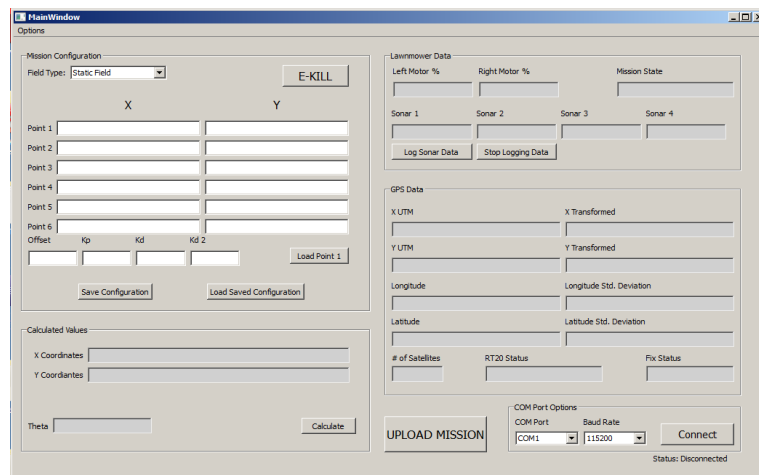 MainWindow
Options
Mission Configuration
Field Type: Static Field
E-KILL
X Y
Point 1
Point 2
Point 3
Point 4
Point 5
Point 6
Offset Kp Kd Kd 2
Load Point 1
Save Configuration Load Saved Configuration
Calculated Values
X Coordinates
Y Coordiantes
Theta Calculate
Lawnmower Data
Left Motor % Right Motor % Mission State
Sonar 1 Sonar 2 Sonar 3 Sonar 4
Log Sonar Data Stop Logging Data
GPS Data
X UTM X Transformed
Y UTM Y Transformed
Longitude Longitude Std. Deviation
Latitude Latitude Std. Deviation
# of Satellites RT20 Status Fix Status
UPLOAD MISSION
COM Port Options
COM Port Baud Rate
COM1 115200 Connect
Status: Disconnected